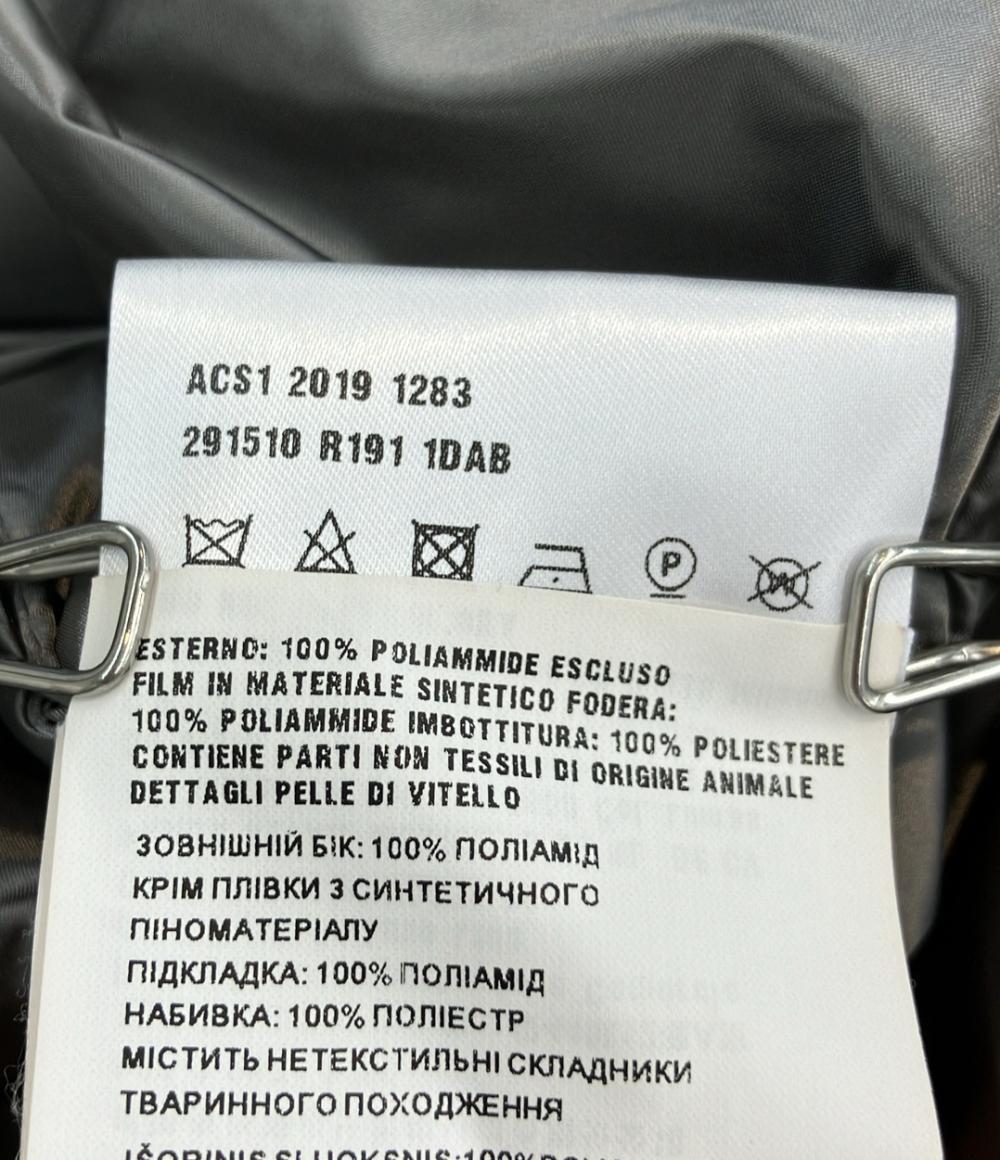 ACS1 2019 1283
291510 R191 1DAB
P
ESTERNO: 100% POLIAMMIDE ESCLUSO
FILM IN MATERIALE SINTETICO FODERA:
100% POLIAMMIDE IMBOTTITURA: 100% POLIESTERE
CONTIENE PARTI NON TESSILI DI ORIGINE ANIMALE
DETTAGLI PELLE DI VITELLO
ЗОВНІШНІЙ БІК: 100% ПОЛІАМІД
КРІМ ПЛІВКИ З СИНТЕТИЧНОГО
ПІНОМАТЕРІАЛУ
ПІДКЛАДКА: 100% ПОЛІАМІД
НАБИВКА: 100% ПОЛІЕСТР
МІСТИТЬ НЕТЕКСТИЛЬНІ СКЛАДНИКИ
ТВАРИННОГО ПОХОДЖЕННЯ